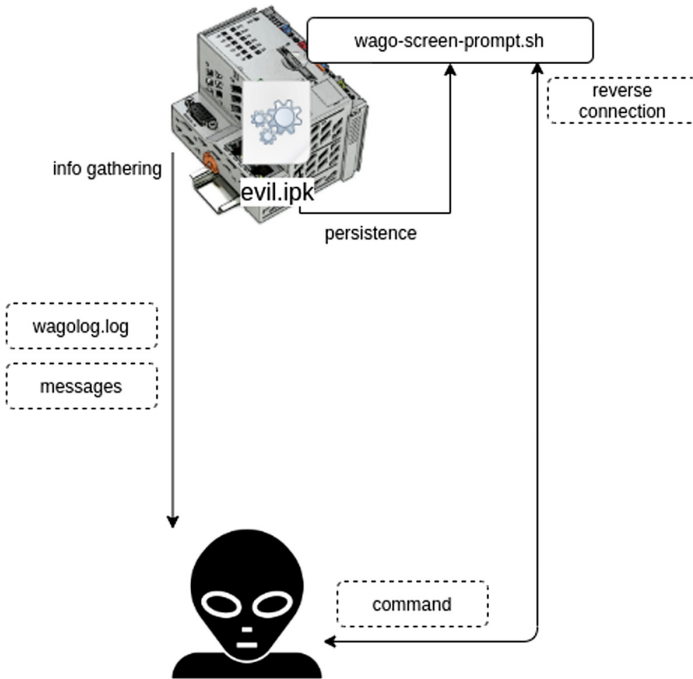 wago-screen-prompt.sh
reverse
connection
info gathering
evil.ipk
persistence
wagolog.log
messages
command